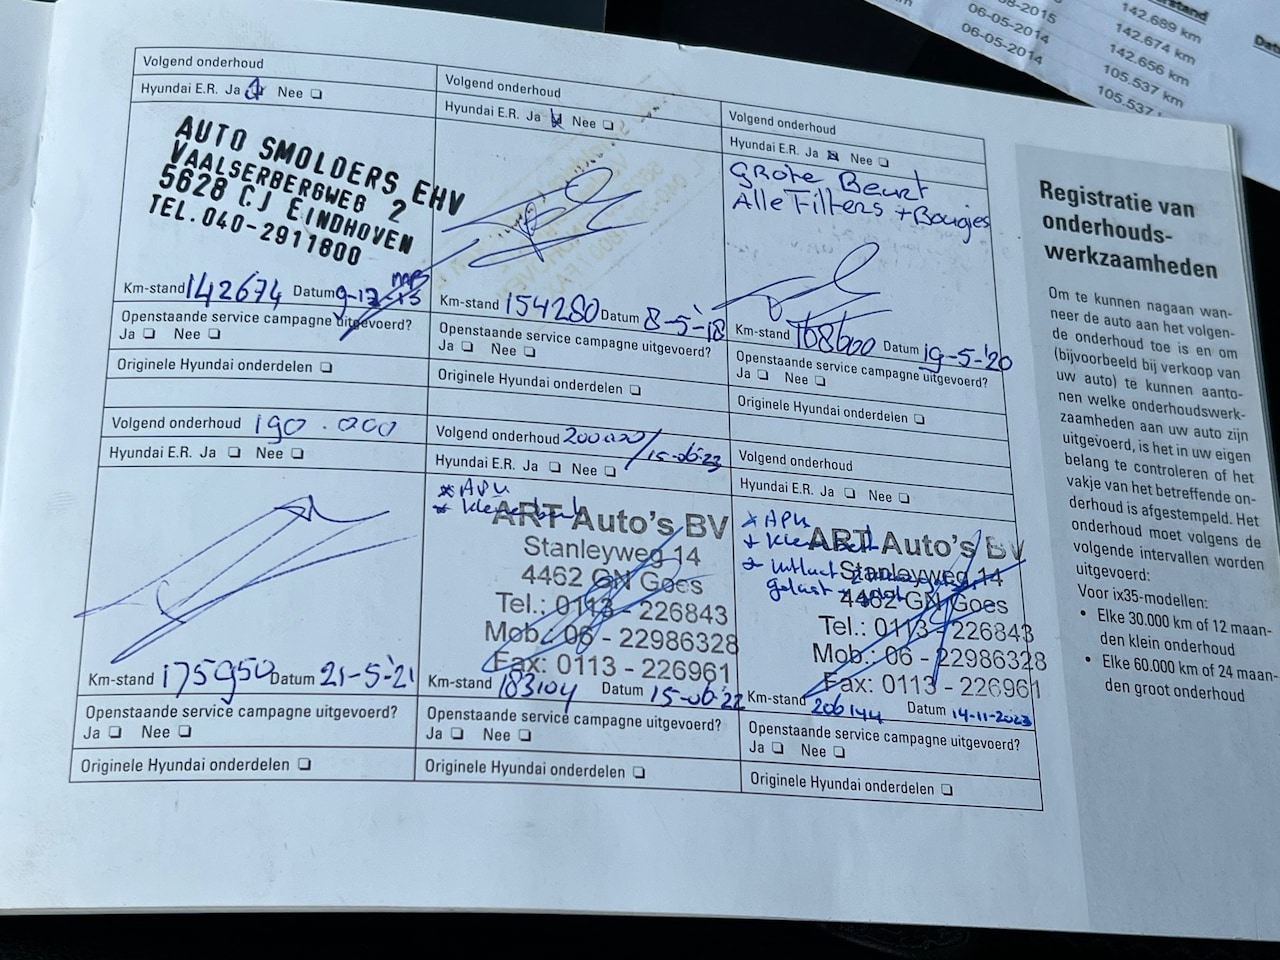 Volgend onderhoud
Hyundai E.R. Ja Nee
AUTO SMOLDERS EHV
VAALSERBERGWEG 2
5628 CJ EINDHOVEN
TEL.040-2911800
Km-stand 142674 Datum
Openstaande service campagne uitgevoerd?
Ja Nee
Originele Hyundai onderdelen
Volgend onderhoud
Hyundai E.R. Ja Nee
Km-stand 154280 Datum 8-5-'18
Openstaande service campagne uitgevoerd?
Ja Nee
Originele Hyundai onderdelen
Volgend onderhoud
Hyundai E.R. Ja Nee
Grote Beurt
Alle Filters + Bougies
Km-stand 168600 Datum 19-5-'20
Openstaande service campagne uitgevoerd?
Ja Nee
Originele Hyundai onderdelen
Volgend onderhoud 190.000
Hyundai E.R. Ja Nee
Km-stand 175950 Datum 21-5-'21
Openstaande service campagne uitgevoerd?
Ja Nee
Originele Hyundai onderdelen
Volgend onderhoud 200.000/15-06-23
Hyundai E.R. Ja Nee
* APK
ART Auto's BV
Stanleyweg 14
4462 GN Goes
Tel.: 0113 - 226843
Mob.: 06 - 22986328
Fax: 0113 - 226961
Km-stand 183104 Datum 15-06-22
Openstaande service campagne uitgevoerd?
Ja Nee
Originele Hyundai onderdelen
Volgend onderhoud
Hyundai E.R. Ja Nee
* APK
ART Auto's BV
Stanleyweg 14
4462 GN Goes
Tel.: 0113 - 226843
Mob.: 06 - 22986328
Fax: 0113 - 226961
Km-stand 206144 Datum 14-11-2023
Openstaande service campagne uitgevoerd?
Ja Nee
Originele Hyundai onderdelen
Registratie van
onderhouds-
werkzaamheden
Om te kunnen nagaan wan-
neer de auto aan het volgen-
de onderhoud toe is en om
(bijvoorbeeld bij verkoop van
uw auto) te kunnen aanto-
nen welke onderhoudswerk-
zaamheden aan uw auto zijn
uitgevoerd, is het in uw eigen
belang te controleren of het
vakje van het betreffende on-
derhoud is afgestempeld. Het
onderhoud moet volgens de
volgende intervallen worden
uitgevoerd:
Voor ix35-modellen:
• Elke 30.000 km of 12 maan-
den klein onderhoud
• Elke 60.000 km of 24 maan-
den groot onderhoud
142.689 km
06-05-2014 142.674 km
06-05-2014 142.656 km
105.537 km
105.537